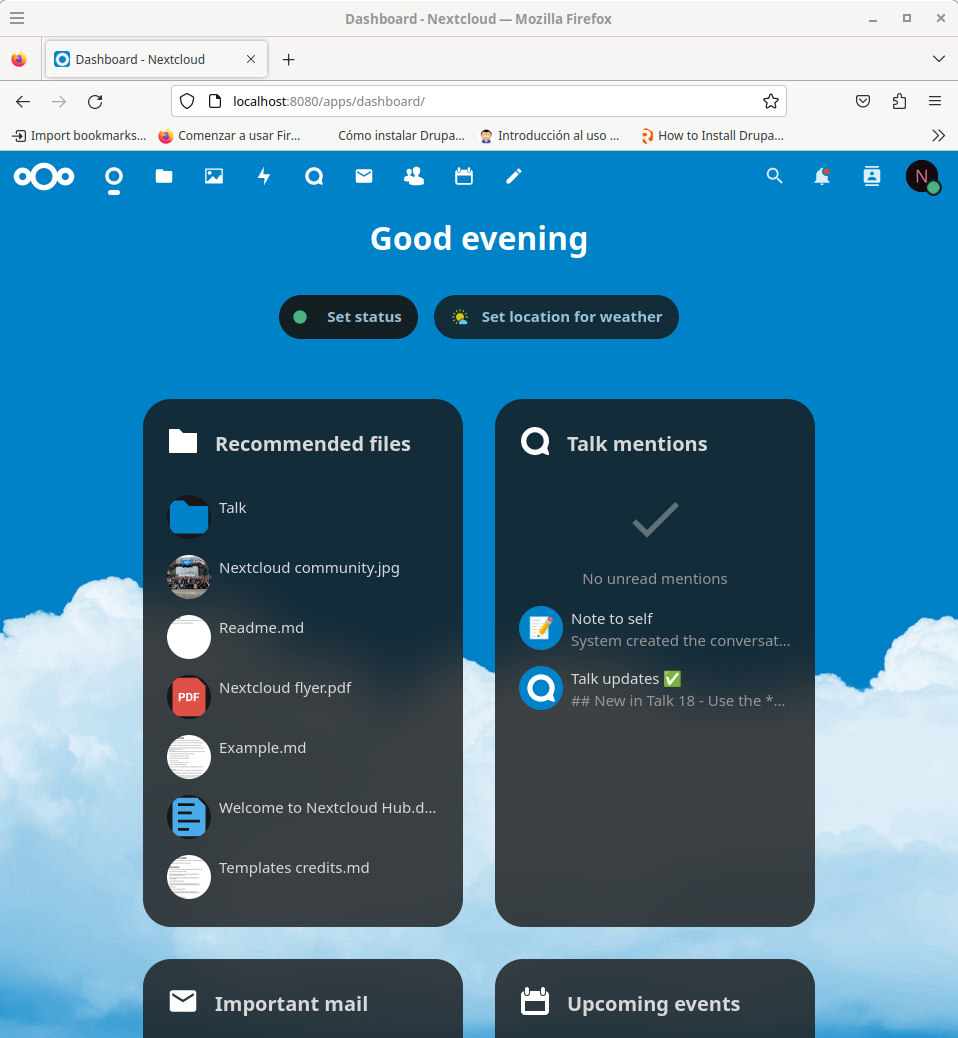 Dashboard - Nextcloud — Mozilla Firefox
Dashboard - Nextcloud
localhost:8080/apps/dashboard/
Import bookmarks...
Comenzar a usar Fir...
Cómo instalar Drupa...
Introducción al uso ...
How to Install Drupa...
N
Good evening
Set status
Set location for weather
Recommended files
Talk
Nextcloud community.jpg
Readme.md
PDF
Nextcloud flyer.pdf
Example.md
Welcome to Nextcloud Hub.d...
Templates credits.md
Talk mentions
No unread mentions
Note to self
System created the conversat...
Talk updates ✅
## New in Talk 18 - Use the *...
Important mail
Upcoming events